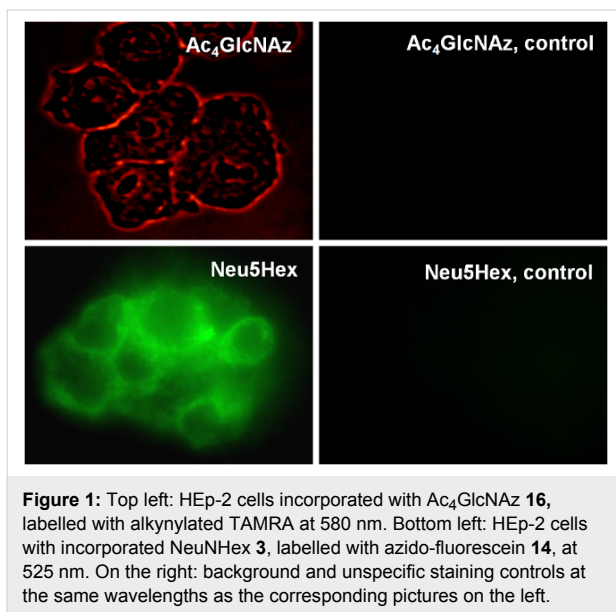 Ac₄GlcNAz
Ac₄GlcNAz, control
Neu5Hex
Neu5Hex, control
Figure 1: Top left: HEp-2 cells incorporated with Ac₄GlcNAz 16,
labelled with alkynylated TAMRA at 580 nm. Bottom left: HEp-2 cells
with incorporated NeuNHex 3, labelled with azido-fluorescein 14, at
525 nm. On the right: background and unspecific staining controls at
the same wavelengths as the corresponding pictures on the left.